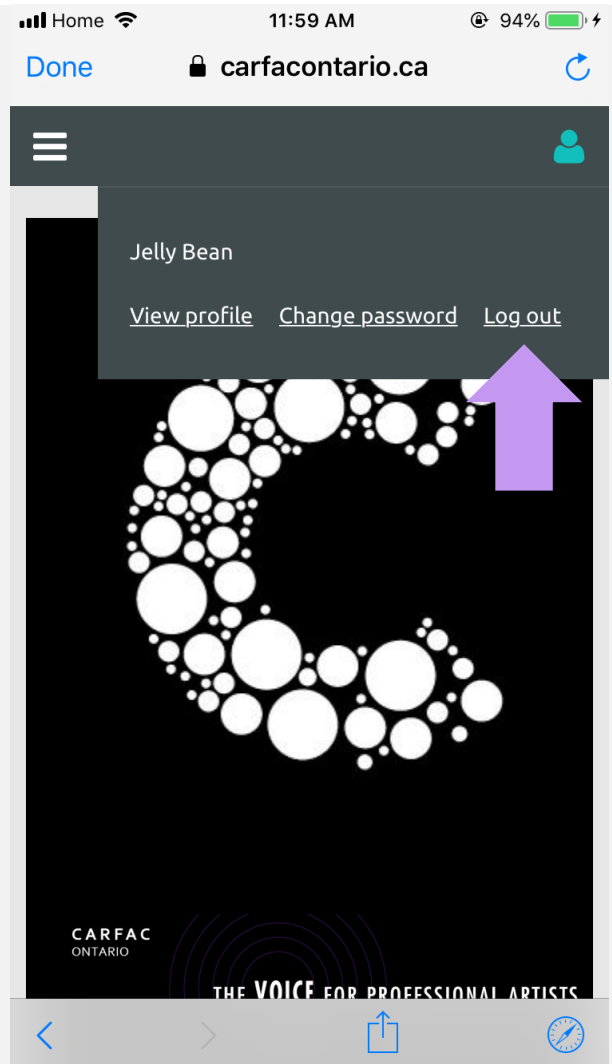 Home 11:59 AM 94%
Done carfacontario.ca
Jelly Bean
View profile Change password Log out
CARFAC
ONTARIO
THE VOICE FOR PROFESSIONAL ARTISTS